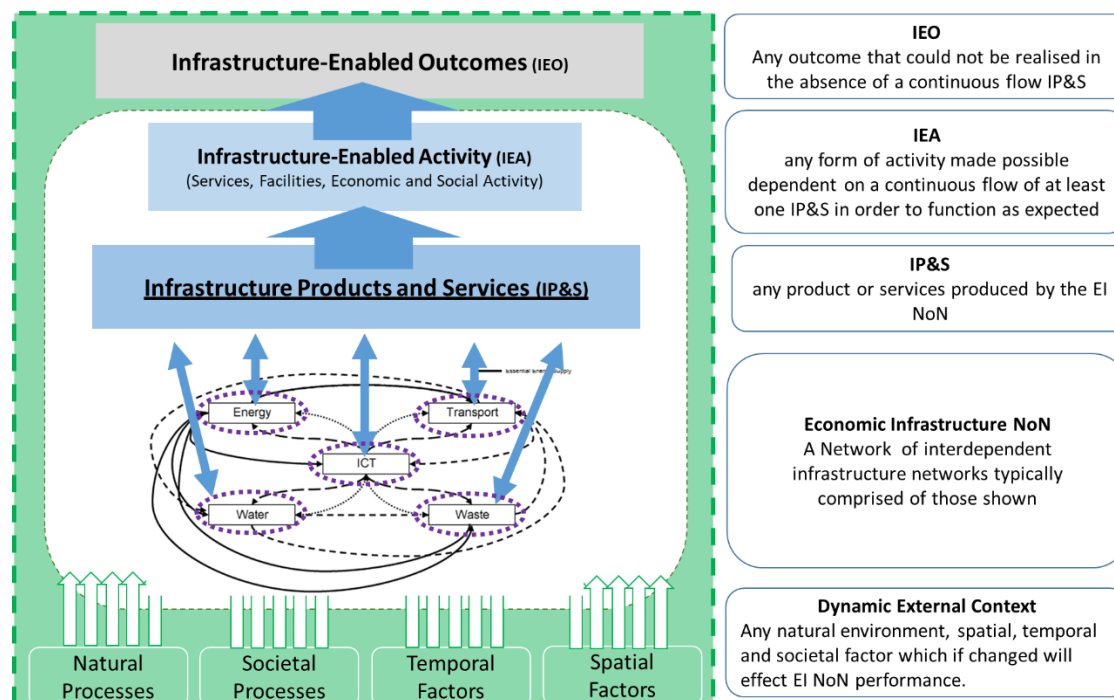 Infrastructure-Enabled Outcomes (IEO)
Infrastructure-Enabled Activity (IEA)
(Services, Facilities, Economic and Social Activity)
Infrastructure Products and Services (IP&S)
Energy
Transport
ICT
Water
Waste
Natural
Processes
Societal
Processes
Temporal
Factors
Spatial
Factors
IEO
Any outcome that could not be realised in
the absence of a continuous flow IP&S
IEA
any form of activity made possible
dependent on a continuous flow of at least
one IP&S in order to function as expected
IP&S
any product or services produced by the EI
NoN
Economic Infrastructure NoN
A Network of interdependent
infrastructure networks typically
comprised of those shown
Dynamic External Context
Any natural environment, spatial, temporal
and societal factor which if changed will
effect EI NoN performance.